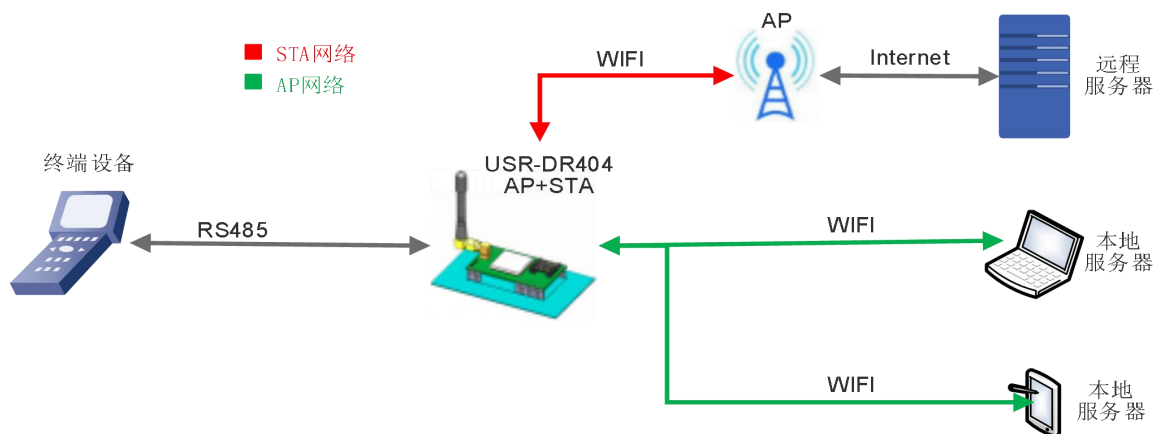 AP
STA网络
AP网络
WIFI
Internet
远程
服务器
终端设备
USR-DR404
AP+STA
RS485
WIFI
本地
服务器
WIFI
本地
服务器